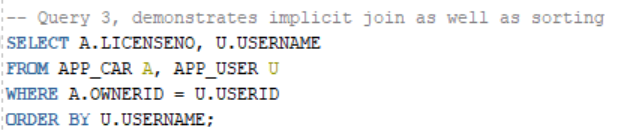 -- Query 3, demonstrates implicit join as well as sorting
SELECT A.LICENSENO, U.USERNAME
FROM APP_CAR A, APP_USER U
WHERE A.OWNERID = U.USERID
ORDER BY U.USERNAME;